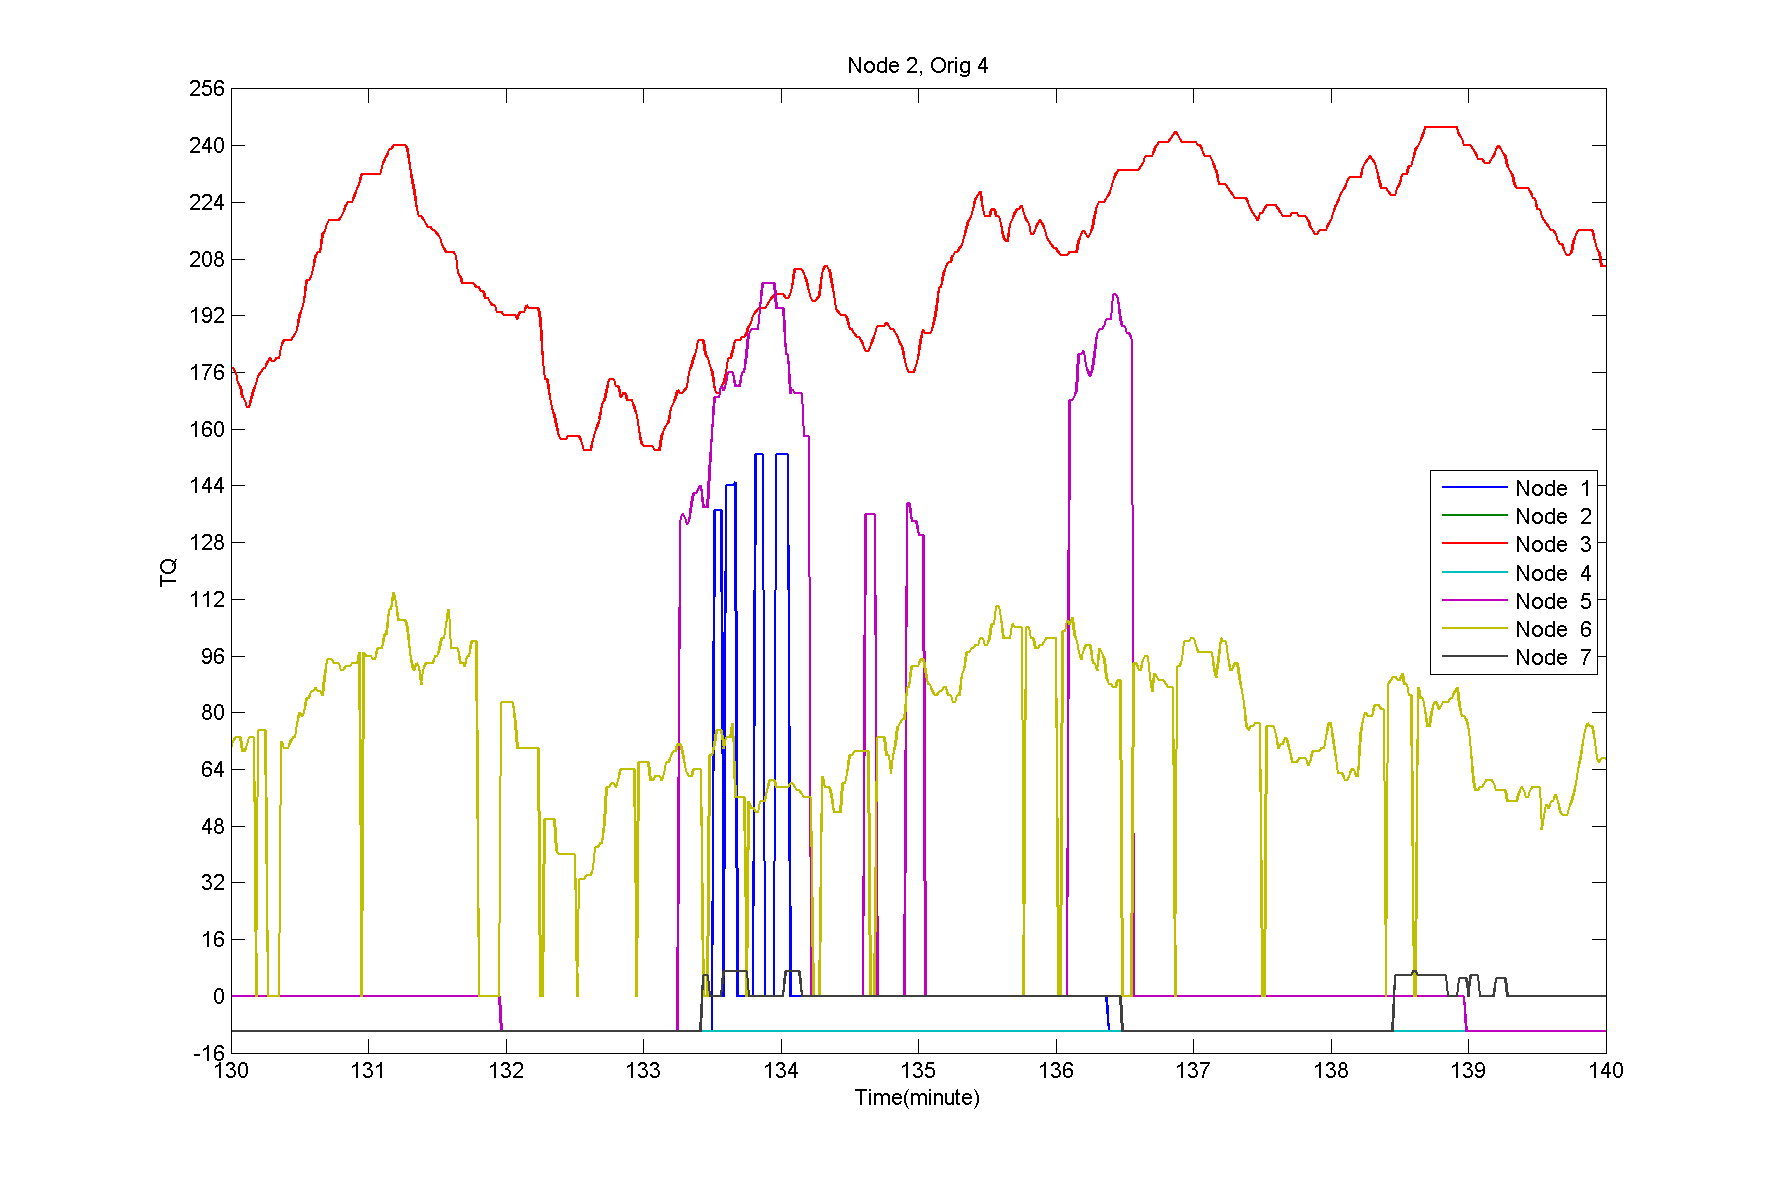 Node 2, Orig 4
256
240
224
208
192
176
160
144
128
112
96
80
64
48
32
16
0
-16
TQ
Node 1
Node 2
Node 3
Node 4
Node 5
Node 6
Node 7
130 131 132 133 134 135 136 137 138 139 140
Time(minute)